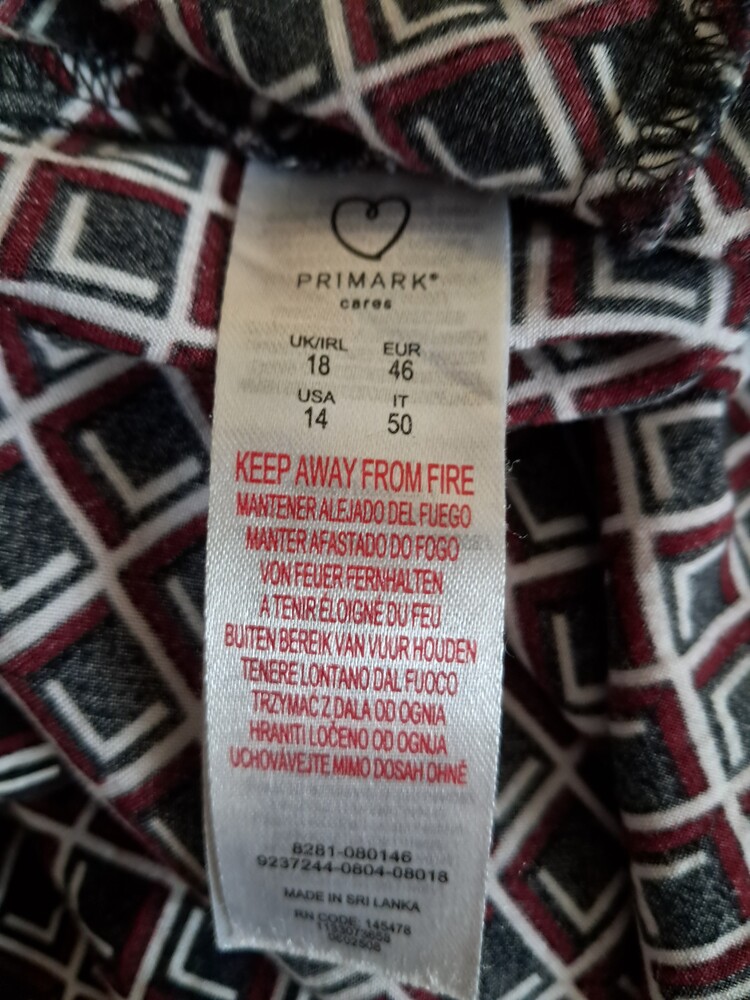 PRIMARK®
cares
UK/IRL EUR
18 46
USA IT
14 50
KEEP AWAY FROM FIRE
MANTENER ALEJADO DEL FUEGO
MANTER AFASTADO DO FOGO
VON FEUER FERNHALTEN
A TENIR ÉLOIGNÉ DU FEU
BUITEN BEREIK VAN VUUR HOUDEN
TENERE LONTANO DAL FUOCO
TRZYMAĆ Z DALA OD OGNIA
HRANITI LOČENO OD OGNJA
UCHOVÁVEJTE MIMO DOSAH OHNĚ
8281-080146
9237244-0804-08018
MADE IN SRI LANKA
RN CODE: 145478